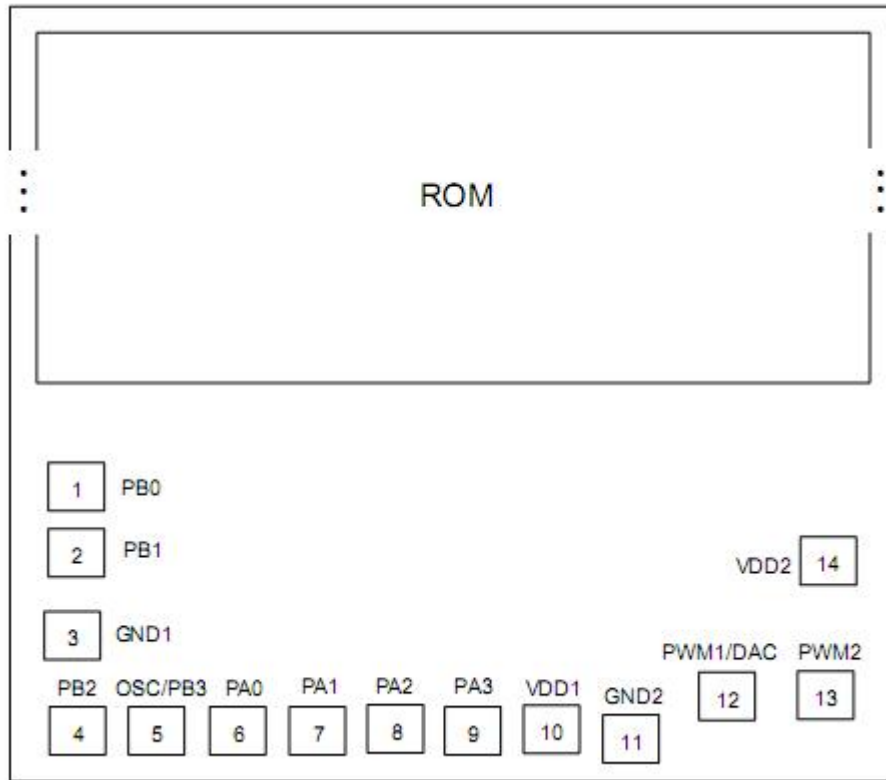 ROM
1 PB0
2 PB1
VDD2 14
3 GND1
PWM1/DAC PWM2
PB2 OSC/PB3 PA0 PA1 PA2 PA3 VDD1 GND2
12 13
4 5 6 7 8 9 10 11